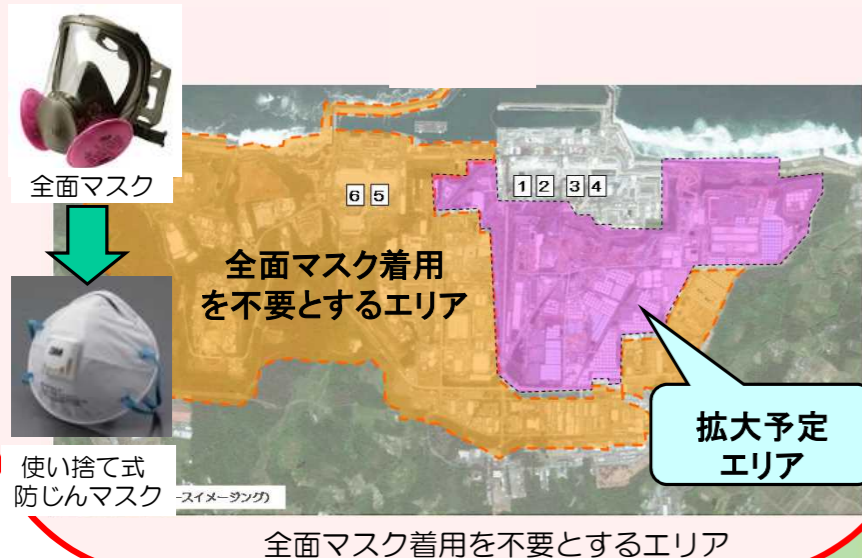 全面マスク
6 5
1 2 3 4
全面マスク着用
を不要とするエリア
拡大予定
エリア
3M
使い捨て式
防じんマスク
ースイメージング)
全面マスク着用を不要とするエリア